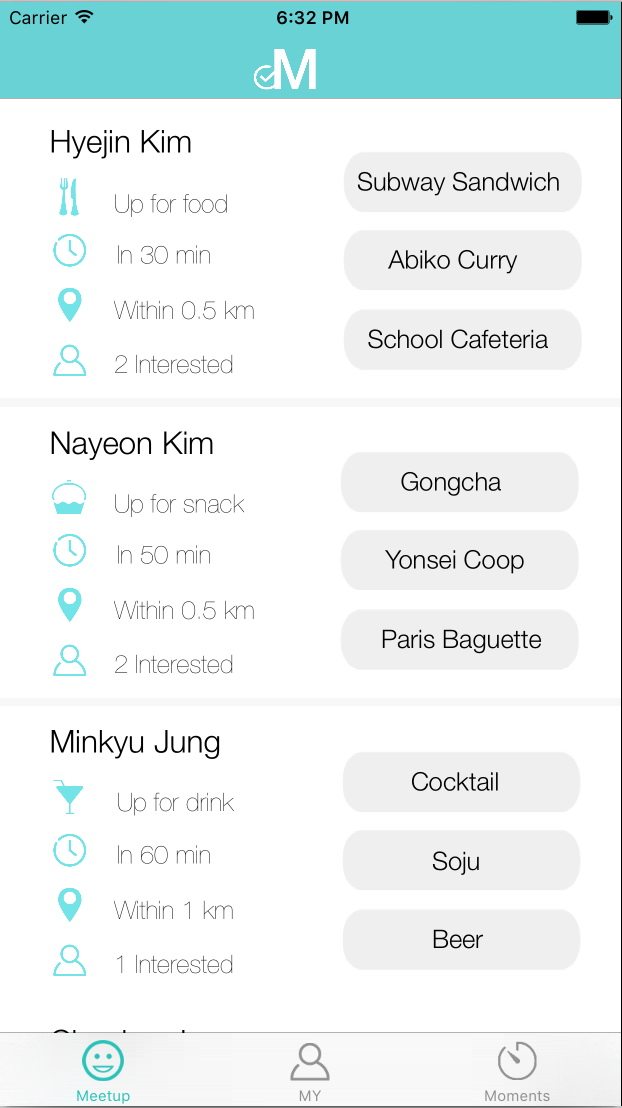 Carrier 6:32 PM
M
Hyejin Kim
Up for food
In 30 min
Within 0.5 km
2 Interested
Subway Sandwich
Abiko Curry
School Cafeteria
Nayeon Kim
Up for snack
In 50 min
Within 0.5 km
2 Interested
Gongcha
Yonsei Coop
Paris Baguette
Minkyu Jung
Up for drink
In 60 min
Within 1 km
1 Interested
Cocktail
Soju
Beer
Meetup
MY
Moments